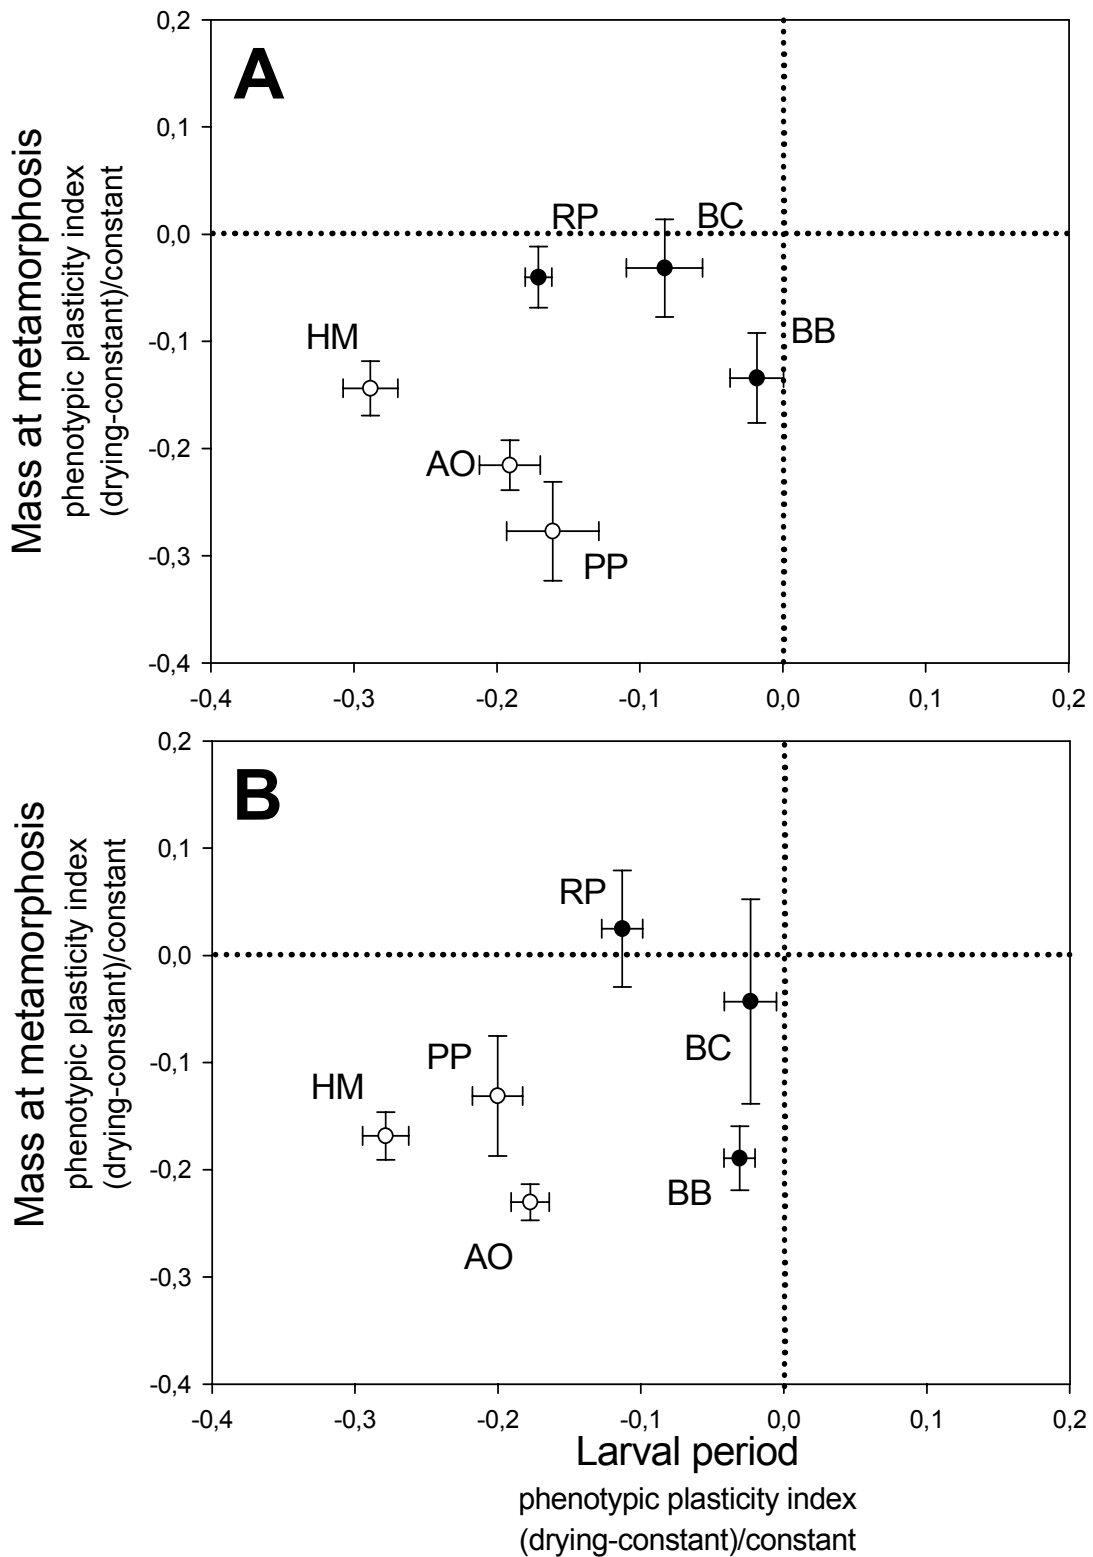 A
Mass at metamorphosis
phenotypic plasticity index
(drying-constant)/constant
0,2
0,1
0,0
-0,1
-0,2
-0,3
-0,4
RP
BC
BB
HM
AO
PP
-0,4 -0,3 -0,2 -0,1 0,0 0,1 0,2
B
Mass at metamorphosis
phenotypic plasticity index
(drying-constant)/constant
0,2
0,1
0,0
-0,1
-0,2
-0,3
-0,4
RP
BC
PP
HM
BB
AO
-0,4 -0,3 -0,2 -0,1 0,0 0,1 0,2
Larval period
phenotypic plasticity index
(drying-constant)/constant